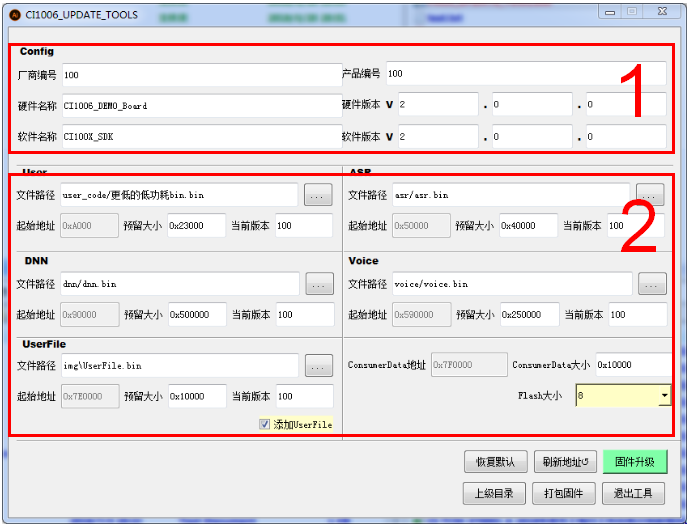 CI1006_UPDATE_TOOLS
Config
厂商编号 100 产品编号 100
硬件名称 CI1006_DEMO_Board 硬件版本 V 2 . 0 . 0
软件名称 CI100X_SDK 软件版本 V 2 . 0 . 0
1
User ASR
文件路径 user_code/更低的低功耗bin.bin ... 文件路径 asr/asr.bin ...
起始地址 0xA000 预留大小 0x23000 当前版本 100 起始地址 0x50000 预留大小 0x40000 当前版本 100
2
DNN Voice
文件路径 dnn/dnn.bin ... 文件路径 voice/voice.bin ...
起始地址 0x90000 预留大小 0x500000 当前版本 100 起始地址 0x590000 预留大小 0x250000 当前版本 100
UserFile
文件路径 img\UserFile.bin ... ConsumerData地址 0x7F0000 ConsumerData大小 0x10000
起始地址 0x7E0000 预留大小 0x10000 当前版本 100 Flash大小 8
添加UserFile
恢复默认 刷新地址↺ 固件升级
上级目录 打包固件 退出工具